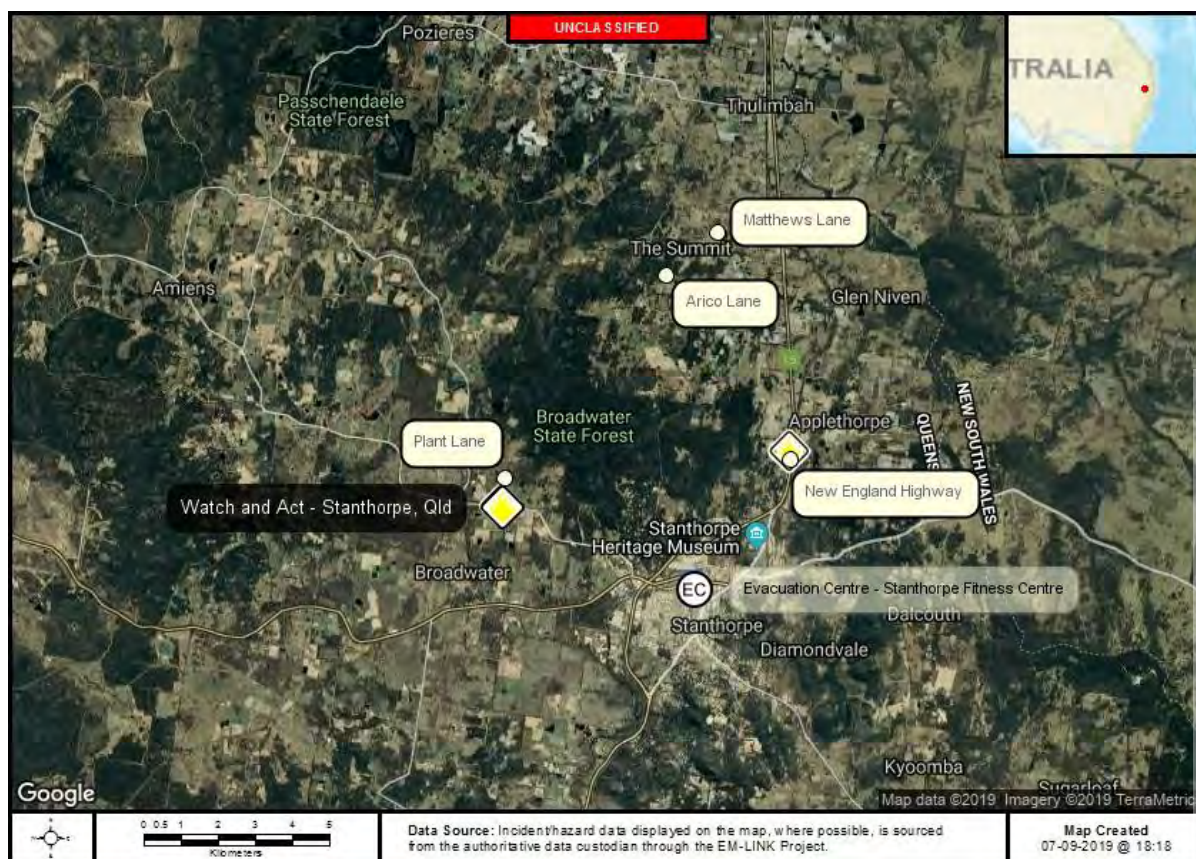 UNCLASSIFIED
Pozieres
TRALIA
Passchendaele
State Forest
Thulimbah
Matthews Lane
The Summit
Amiens
Arico Lane
Glen Niven
Broadwater
State Forest
Applethorpe
NEW SOUTH WALES
QUEENS
Plant Lane
New England Highway
Watch and Act - Stanthorpe, Qld
Stanthorpe
Heritage Museum
Broadwater
EC
Evacuation Centre - Stanthorpe Fitness Centre
Stanthorpe
Dalcouth
Diamondvale
Kyoomba
Sugarloaf
Google
Map data ©2019 Imagery ©2019 TerraMetric
0 0.5 1 2 3 4 5
Kilometers
Data Source: Incident/hazard data displayed on the map, where possible, is sourced
from the authoritative data custodian through the EM-LINK Project.
Map Created
07-09-2019 @ 18:18